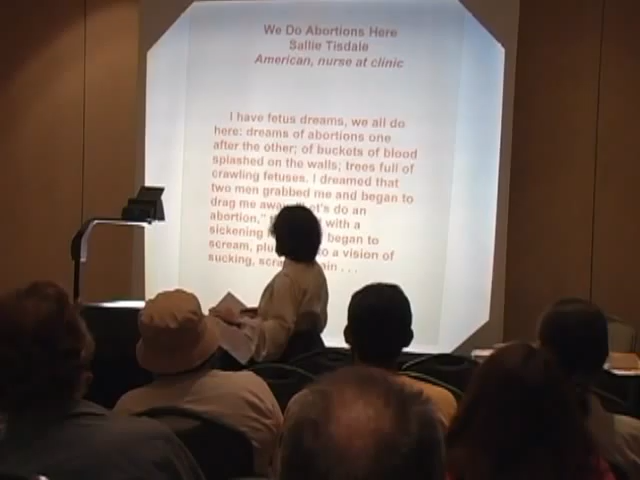 We Do Abortions Here
Sallie Tisdale
American, nurse at clinic
I have fetus dreams, we all do
here: dreams of abortions one
after the other; of buckets of blood
splashed on the walls; trees full of
crawling fetuses. I dreamed that
two men grabbed me and began to
drag me away. "Let's do an
abortion," with a
sickening began to
scream, to a vision of
sucking, . . .